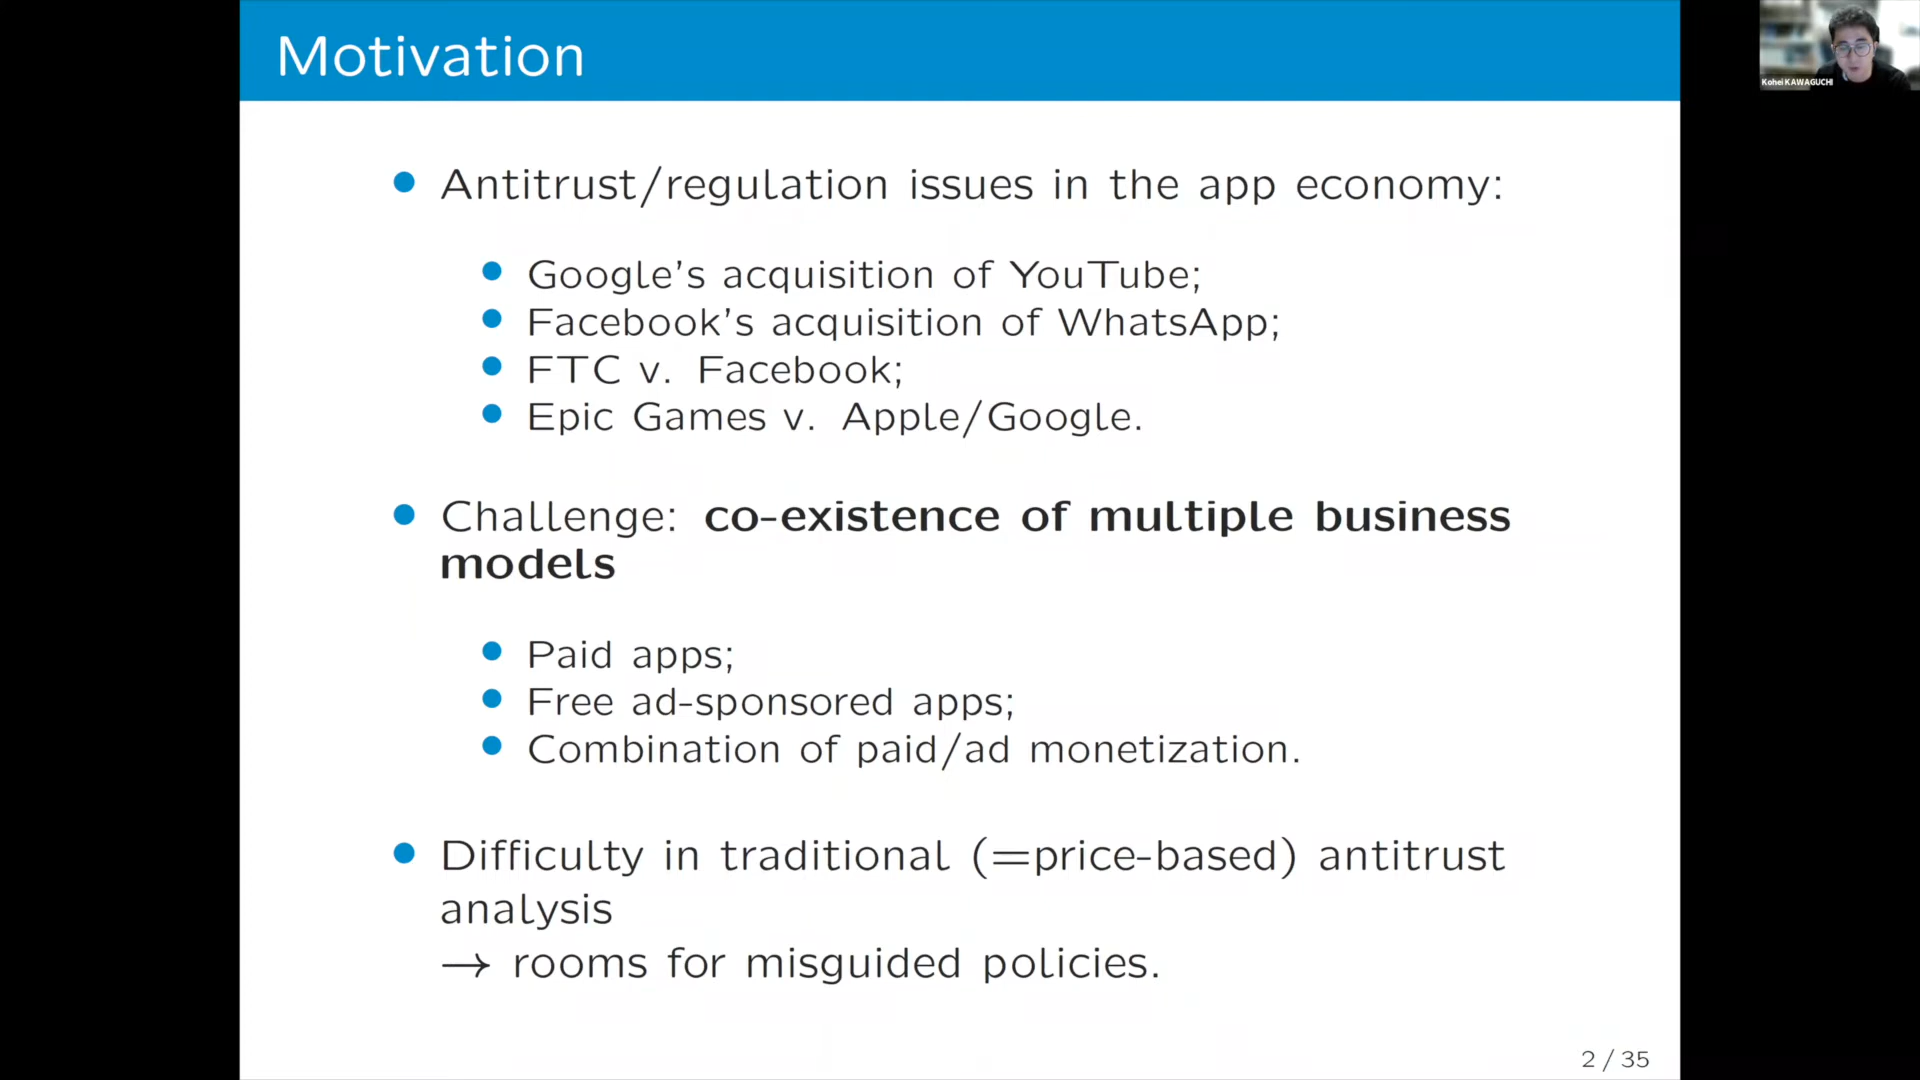 Motivation
Kohei KAWAGUCHI
• Antitrust/regulation issues in the app economy:
• Google's acquisition of YouTube;
• Facebook's acquisition of WhatsApp;
• FTC v. Facebook;
• Epic Games v. Apple/Google.
• Challenge: co-existence of multiple business
models
• Paid apps;
• Free ad-sponsored apps;
• Combination of paid/ad monetization.
• Difficulty in traditional (=price-based) antitrust
analysis
→ rooms for misguided policies.
2 / 35